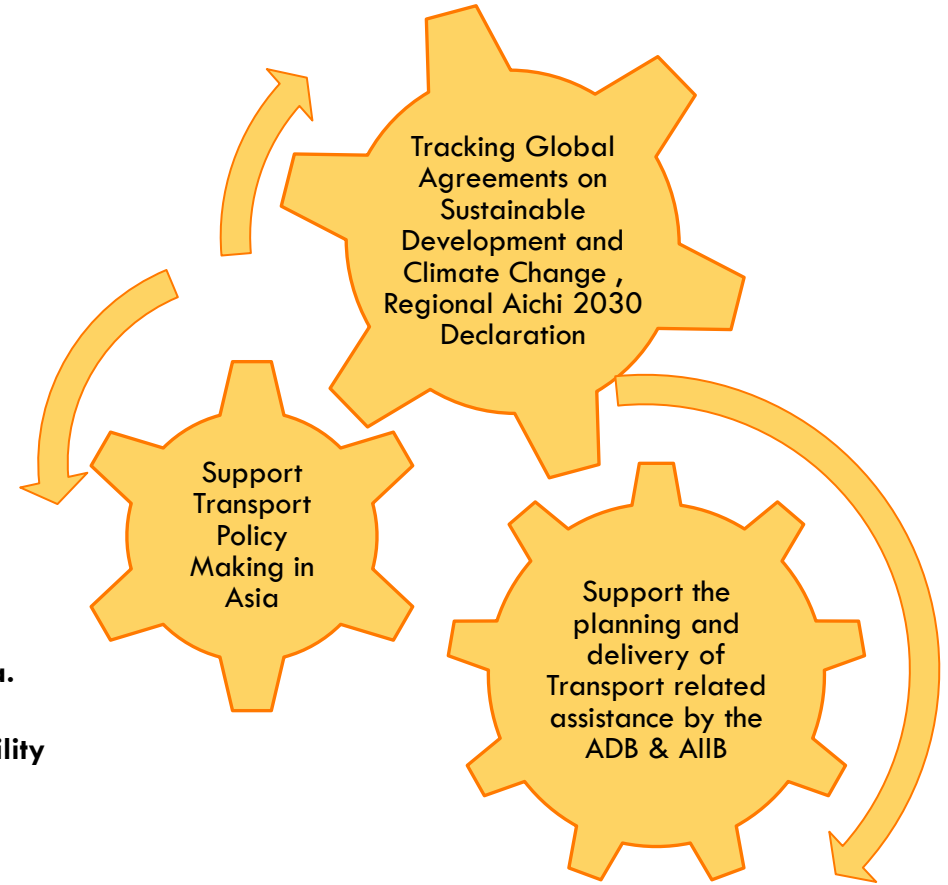 Tracking Global
Agreements on
Sustainable
Development and
Climate Change ,
Regional Aichi 2030
Declaration
Support
Transport
Policy
Making in
Asia
Support the
planning and
delivery of
Transport related
assistance by the
ADB & AIIB